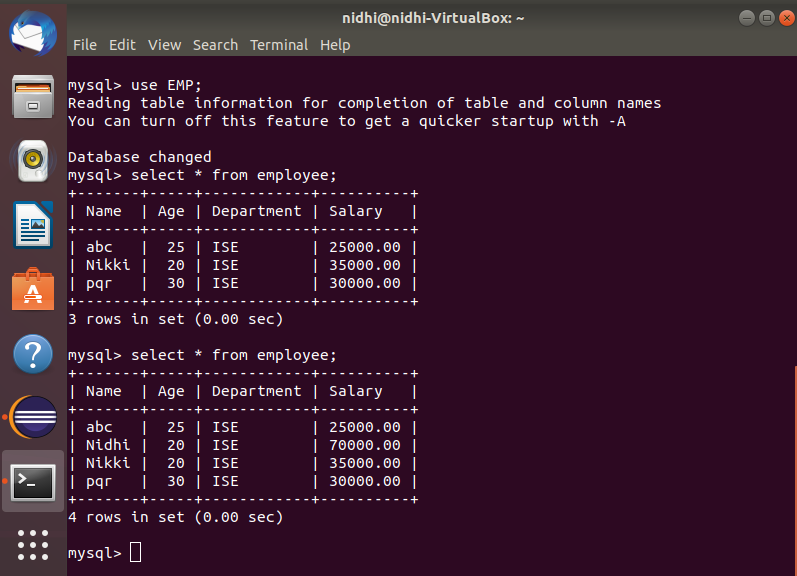 nidhi@nidhi-VirtualBox: ~
File Edit View Search Terminal Help
mysql> use EMP;
Reading table information for completion of table and column names
You can turn off this feature to get a quicker startup with -A
Database changed
mysql> select * from employee;
+-------+-----+------------+----------+
| Name  | Age | Department | Salary   |
+-------+-----+------------+----------+
| abc   |  25 | ISE        | 25000.00 |
| Nikki |  20 | ISE        | 35000.00 |
| pqr   |  30 | ISE        | 30000.00 |
+-------+-----+------------+----------+
3 rows in set (0.00 sec)
mysql> select * from employee;
+-------+-----+------------+----------+
| Name  | Age | Department | Salary   |
+-------+-----+------------+----------+
| abc   |  25 | ISE        | 25000.00 |
| Nidhi |  20 | ISE        | 70000.00 |
| Nikki |  20 | ISE        | 35000.00 |
| pqr   |  30 | ISE        | 30000.00 |
+-------+-----+------------+----------+
4 rows in set (0.00 sec)
mysql>